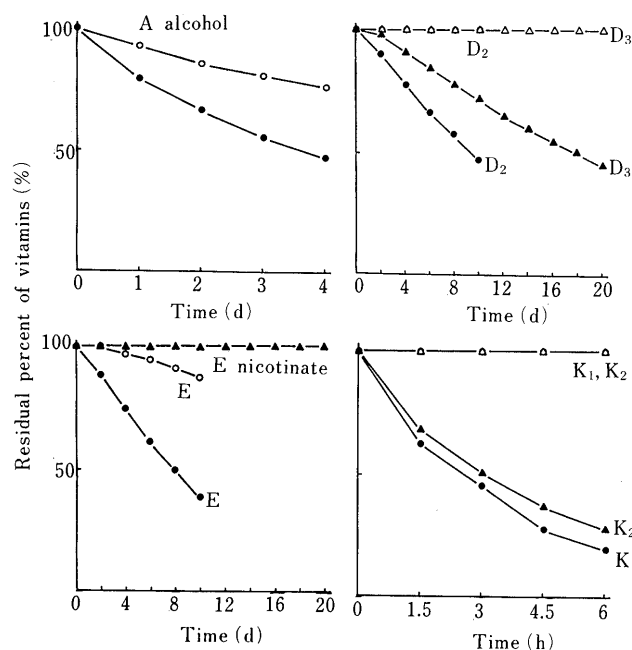 Residual percent of vitamins (%)
A alcohol
100%
50
0 1 2 3 4
Time (d)
D₃
D₂
D₂
D₃
0 4 8 12 16 20
Time (d)
100
E nicotinate
E
50
E
0
0 4 8 12 16 20
Time (d)
K₁, K₂
K₂
K
0 1.5 3 4.5 6
Time (h)